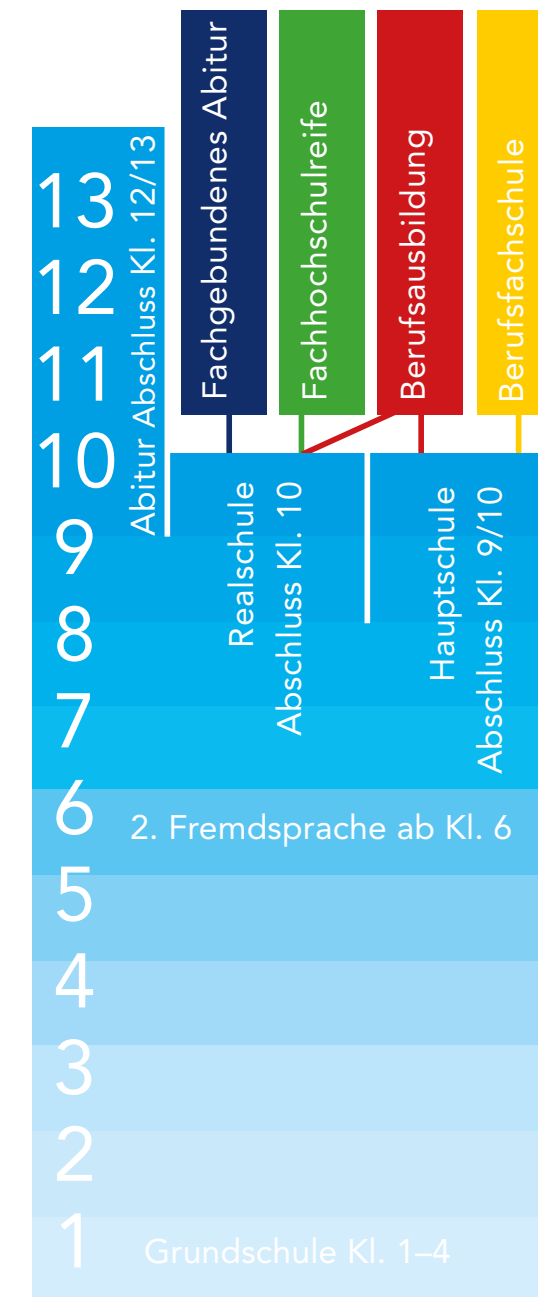 Fachgebundenes Abitur
Fachhochschulreife
Berufsausbildung
Berufsfachschule
13
12
11
10
9
8
7
6
5
4
3
2
1
Abitur Abschluss Kl. 12/13
Realschule
Abschluss Kl. 10
Hauptschule
Abschluss Kl. 9/10
2. Fremdsprache ab Kl. 6
Grundschule Kl. 1–4